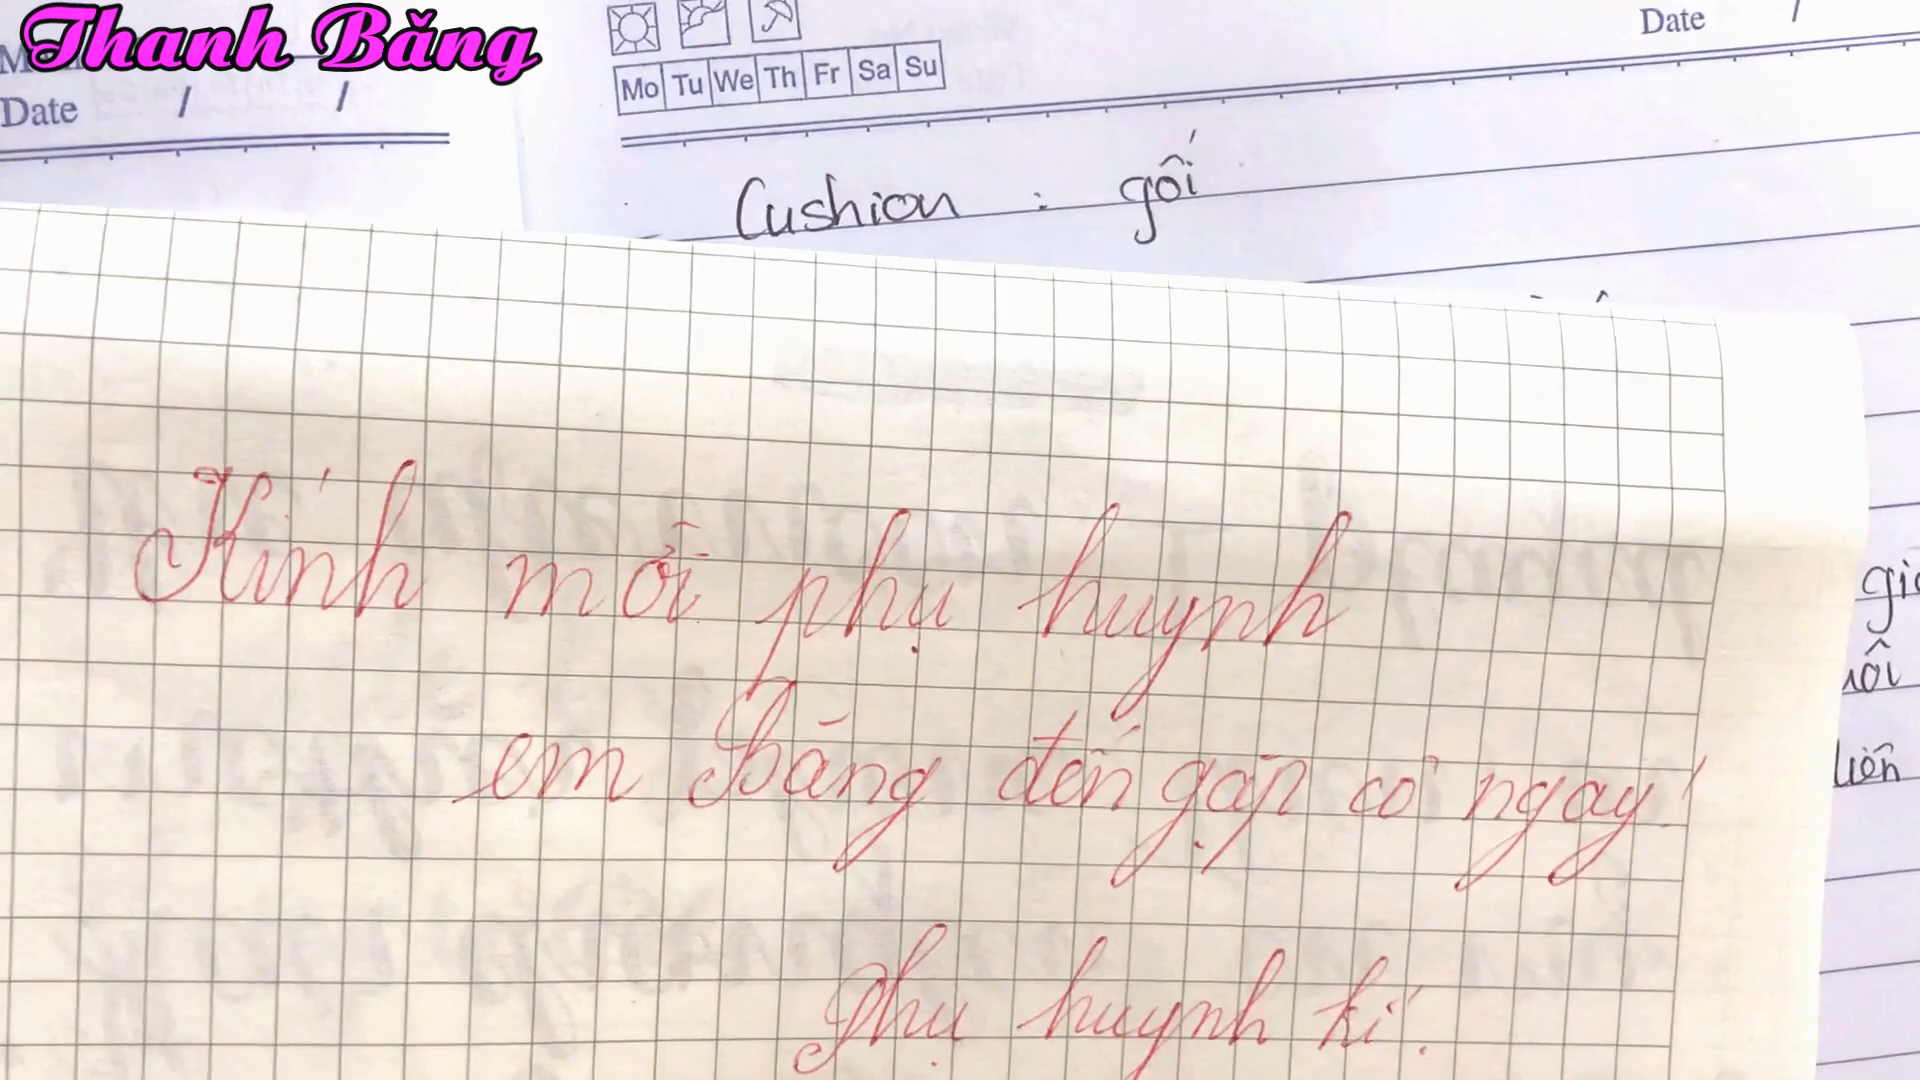 Thanh Băng
Date / /
Date /
Mo Tu We Th Fr Sa Su
Cushion : gối
Kính mời phụ huynh
em Băng đến gặp cô ngay!
Phụ huynh kí.
liên